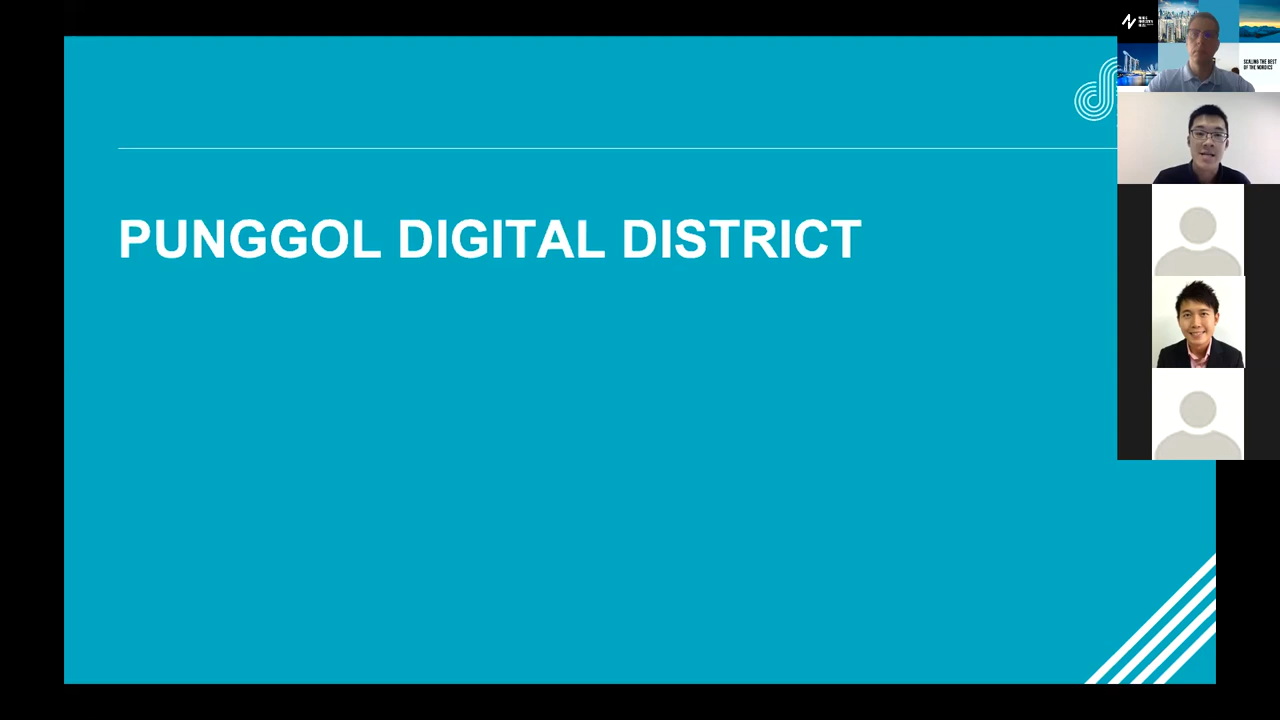 PUNGGOL DIGITAL DISTRICT
SCALING THE BEST
OF THE NORDICS